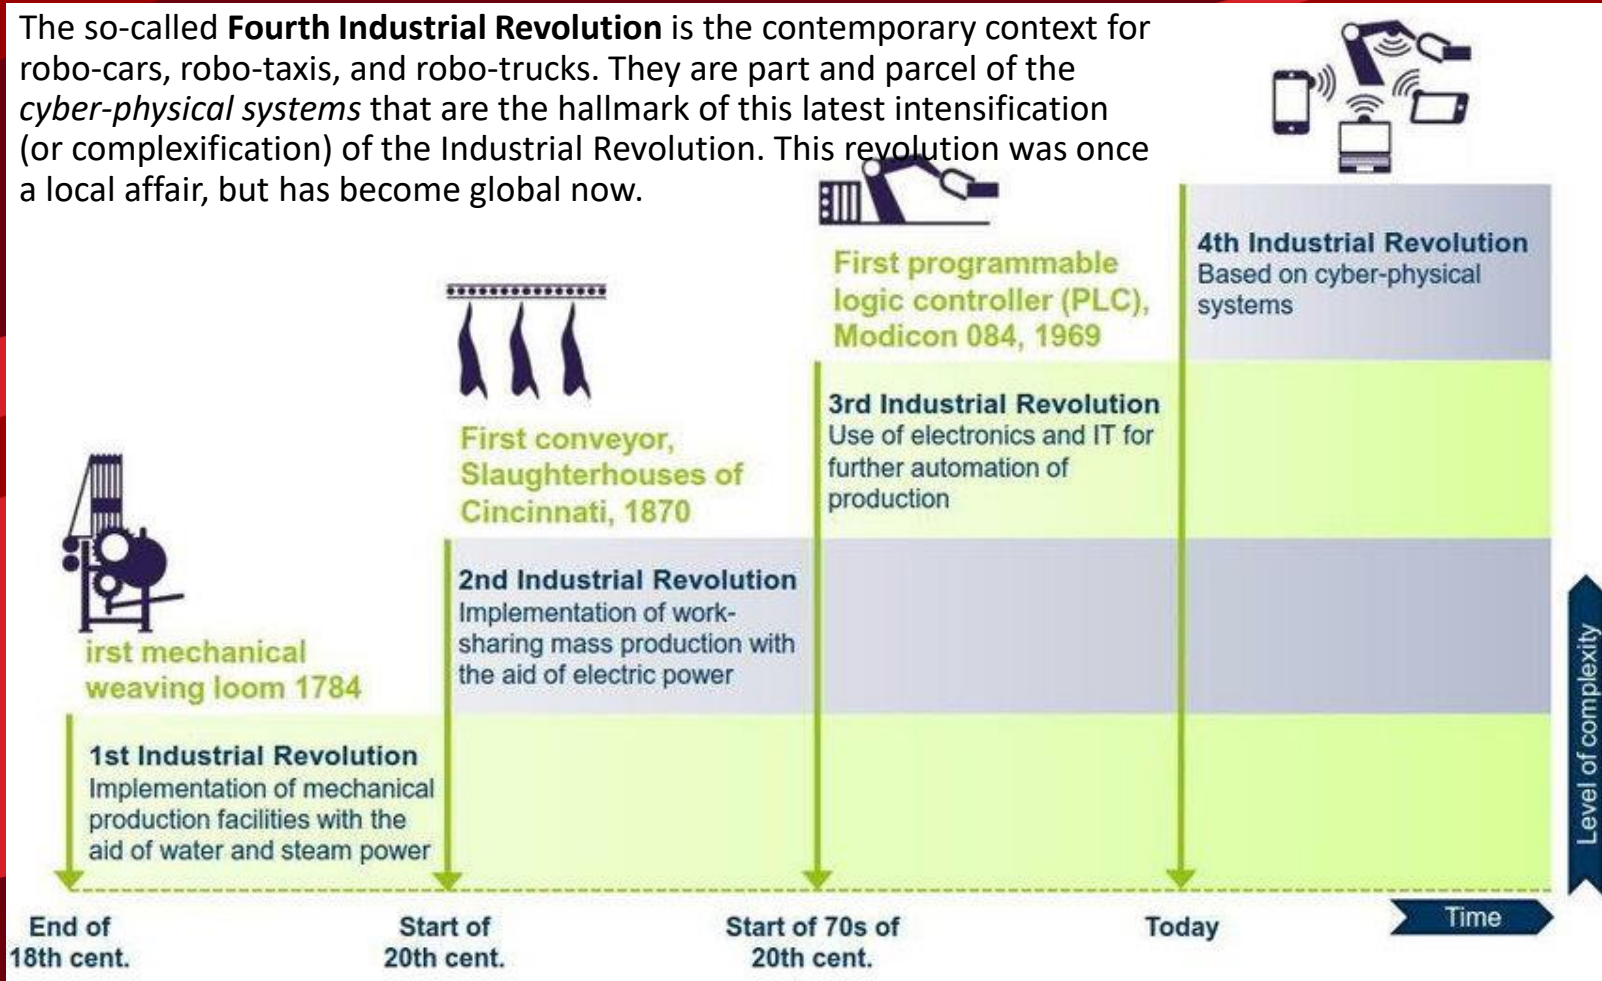 The so-called Fourth Industrial Revolution is the contemporary context for
robo-cars, robo-taxis, and robo-trucks. They are part and parcel of the
cyber-physical systems that are the hallmark of this latest intensification
(or complexification) of the Industrial Revolution. This revolution was once
a local affair, but has become global now.
4th Industrial Revolution
Based on cyber-physical
systems
First programmable
logic controller (PLC),
Modicon 084, 1969
3rd Industrial Revolution
Use of electronics and IT for
further automation of
production
First conveyor,
Slaughterhouses of
Cincinnati, 1870
2nd Industrial Revolution
Implementation of work-
sharing mass production with
the aid of electric power
irst mechanical
weaving loom 1784
1st Industrial Revolution
Implementation of mechanical
production facilities with the
aid of water and steam power
Level of complexity
Time
End of
18th cent.
Start of
20th cent.
Start of 70s of
20th cent.
Today